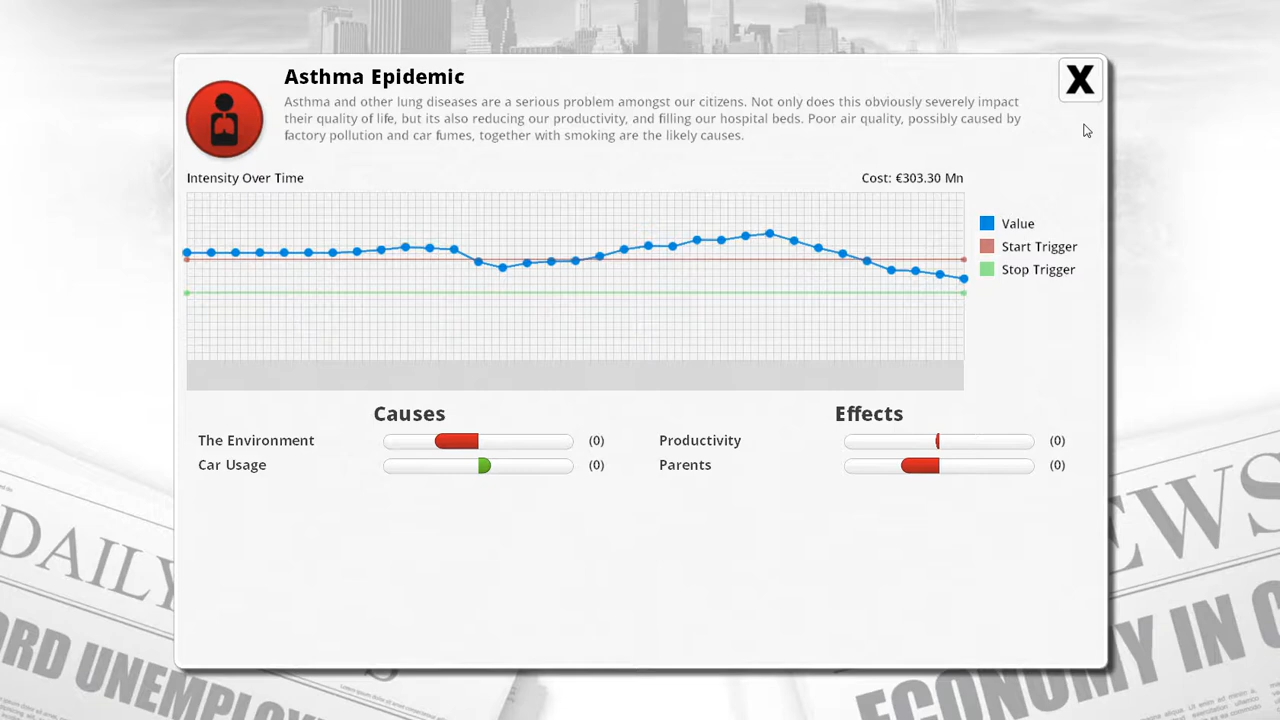 Asthma Epidemic
X
Asthma and other lung diseases are a serious problem amongst our citizens. Not only does this obviously severely impact
their quality of life, but its also reducing our productivity, and filling our hospital beds. Poor air quality, possibly caused by
factory pollution and car fumes, together with smoking are the likely causes.
Intensity Over Time
Cost: €303.30 Mn
Value
Start Trigger
Stop Trigger
Causes
Effects
The Environment (0)
Productivity (0)
Car Usage (0)
Parents (0)
DAILY
EWS
ORD UNEMPLO
ECONOMY IN C